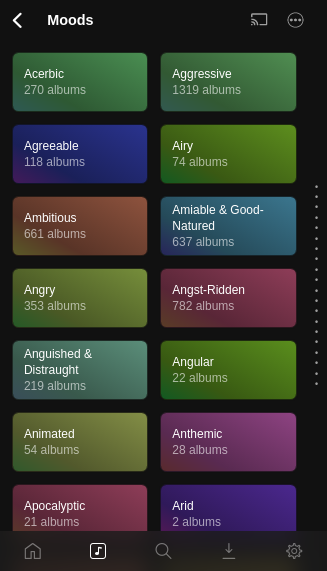 Moods
Acerbic
270 albums
Aggressive
1319 albums
Agreeable
118 albums
Airy
74 albums
Ambitious
661 albums
Amiable & Good-
Natured
637 albums
Angry
353 albums
Angst-Ridden
782 albums
Anguished &
Distraught
219 albums
Angular
22 albums
Animated
54 albums
Anthemic
28 albums
Apocalyptic
21 albums
Arid
2 albums